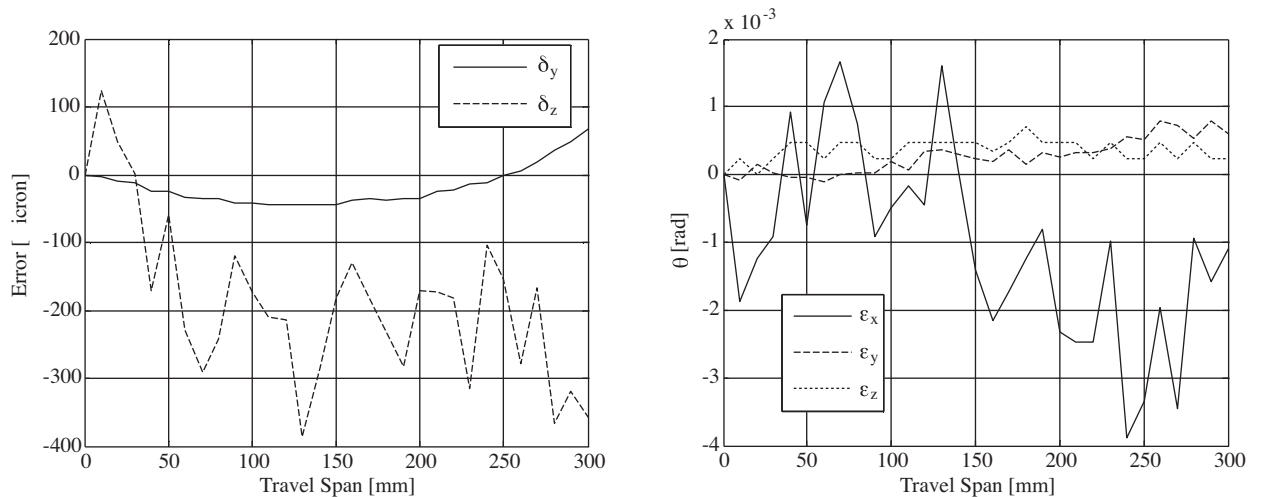 200
100
0
-100
-200
-300
-400
0 50 100 150 200 250 300
Error [ icron]
Travel Span [mm]
δy
δz
x 10⁻³
2
1
0
-1
-2
-3
-4
0 50 100 150 200 250 300
θ [rad]
Travel Span [mm]
εx
εy
εz